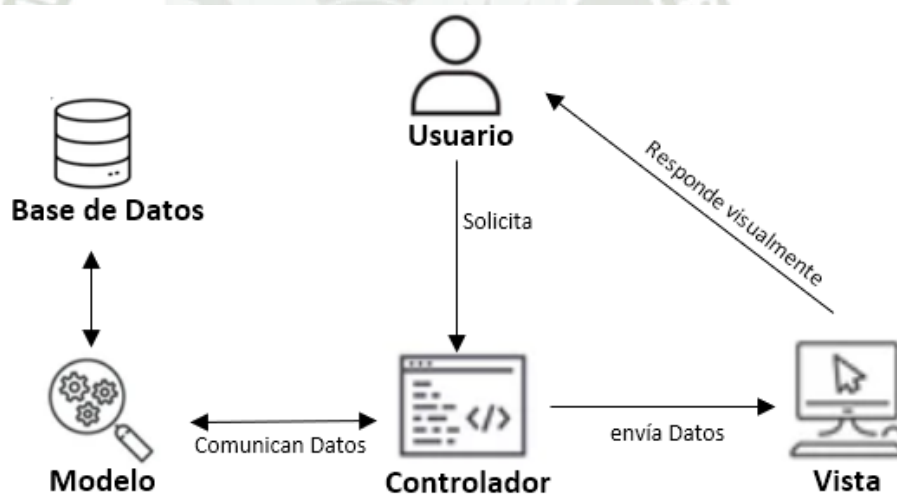 Usuario
Base de Datos
Solicita
Responde visualmente
Comunican Datos
envía Datos
Modelo
Controlador
Vista